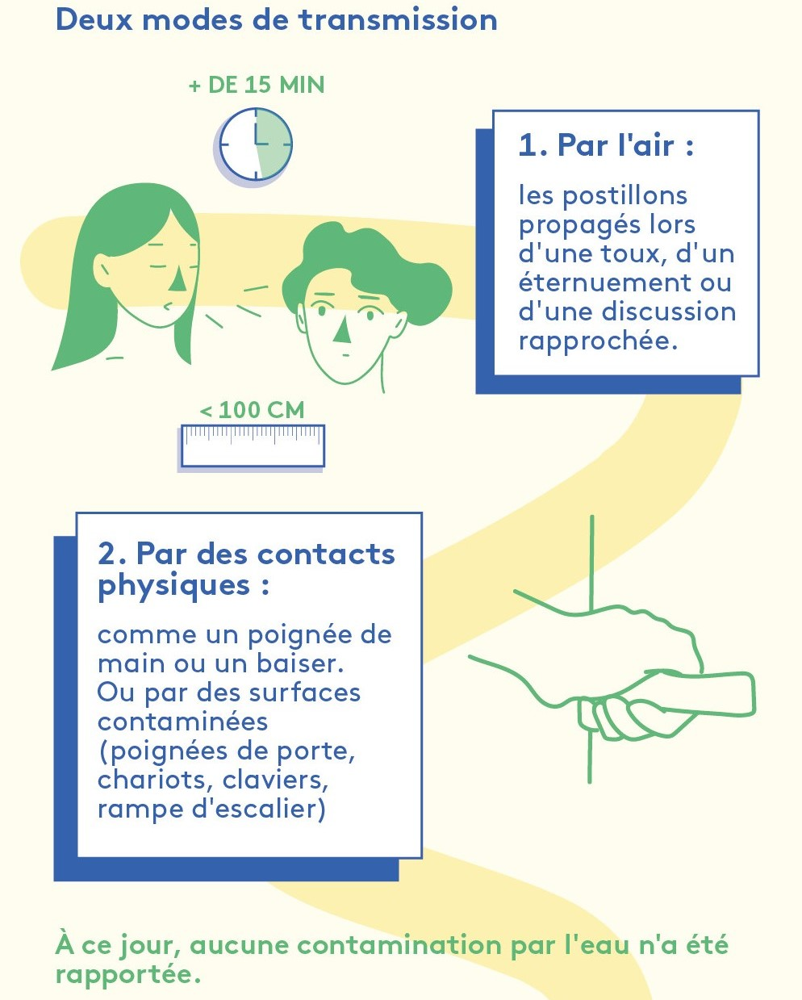 Deux modes de transmission
+ DE 15 MIN
1. Par l'air :
les postillons
propagés lors
d'une toux, d'un
éternuement ou
d'une discussion
rapprochée.
< 100 CM
2. Par des contacts
physiques :
comme un poignée de
main ou un baiser.
Ou par des surfaces
contaminées
(poignées de porte,
chariots, claviers,
rampe d'escalier)
À ce jour, aucune contamination par l'eau n'a été
rapportée.